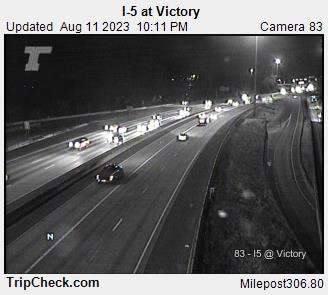 I-5 at Victory
Updated Aug 11 2023 10:11 PM Camera 83
T
N
83 - I5 @ Victory
TripCheck.com Milepost306.80